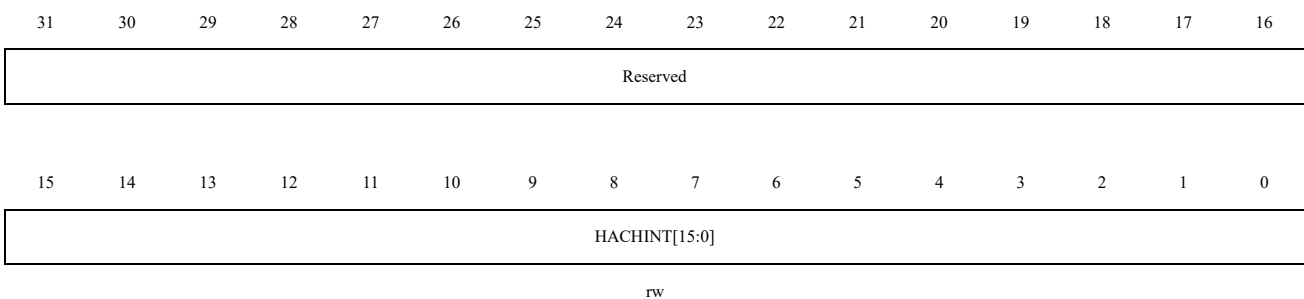 31 30 29 28 27 26 25 24 23 22 21 20 19 18 17 16
Reserved
15 14 13 12 11 10 9 8 7 6 5 4 3 2 1 0
HACHINT[15:0]
rw